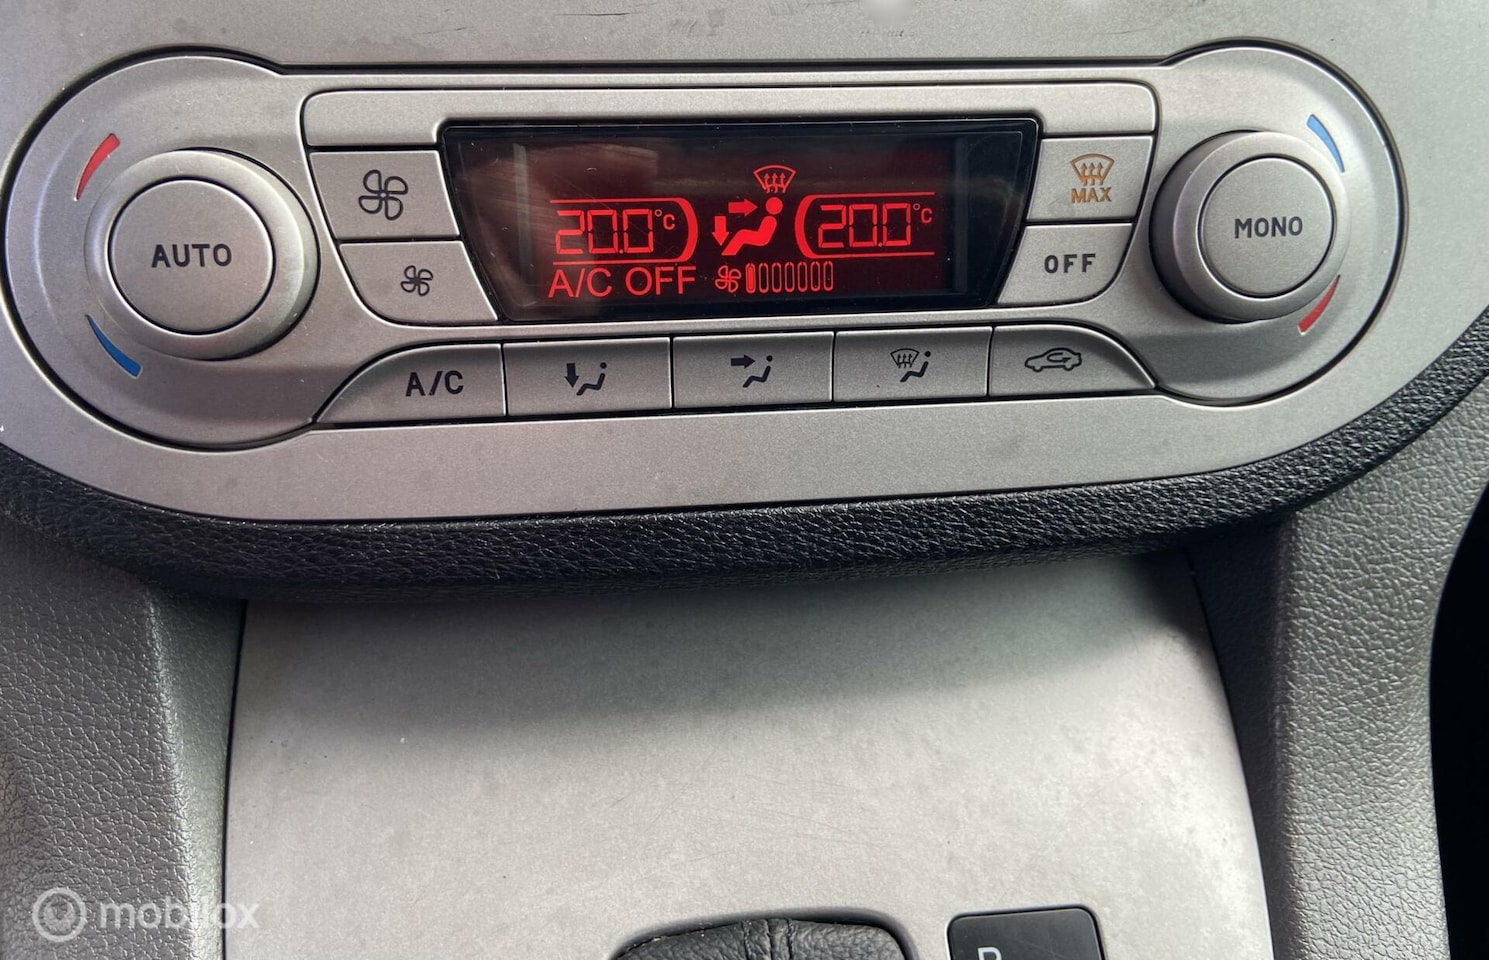 AUTO
20.0°C
20.0°C
A/C OFF
MAX
OFF
MONO
A/C
mobilox